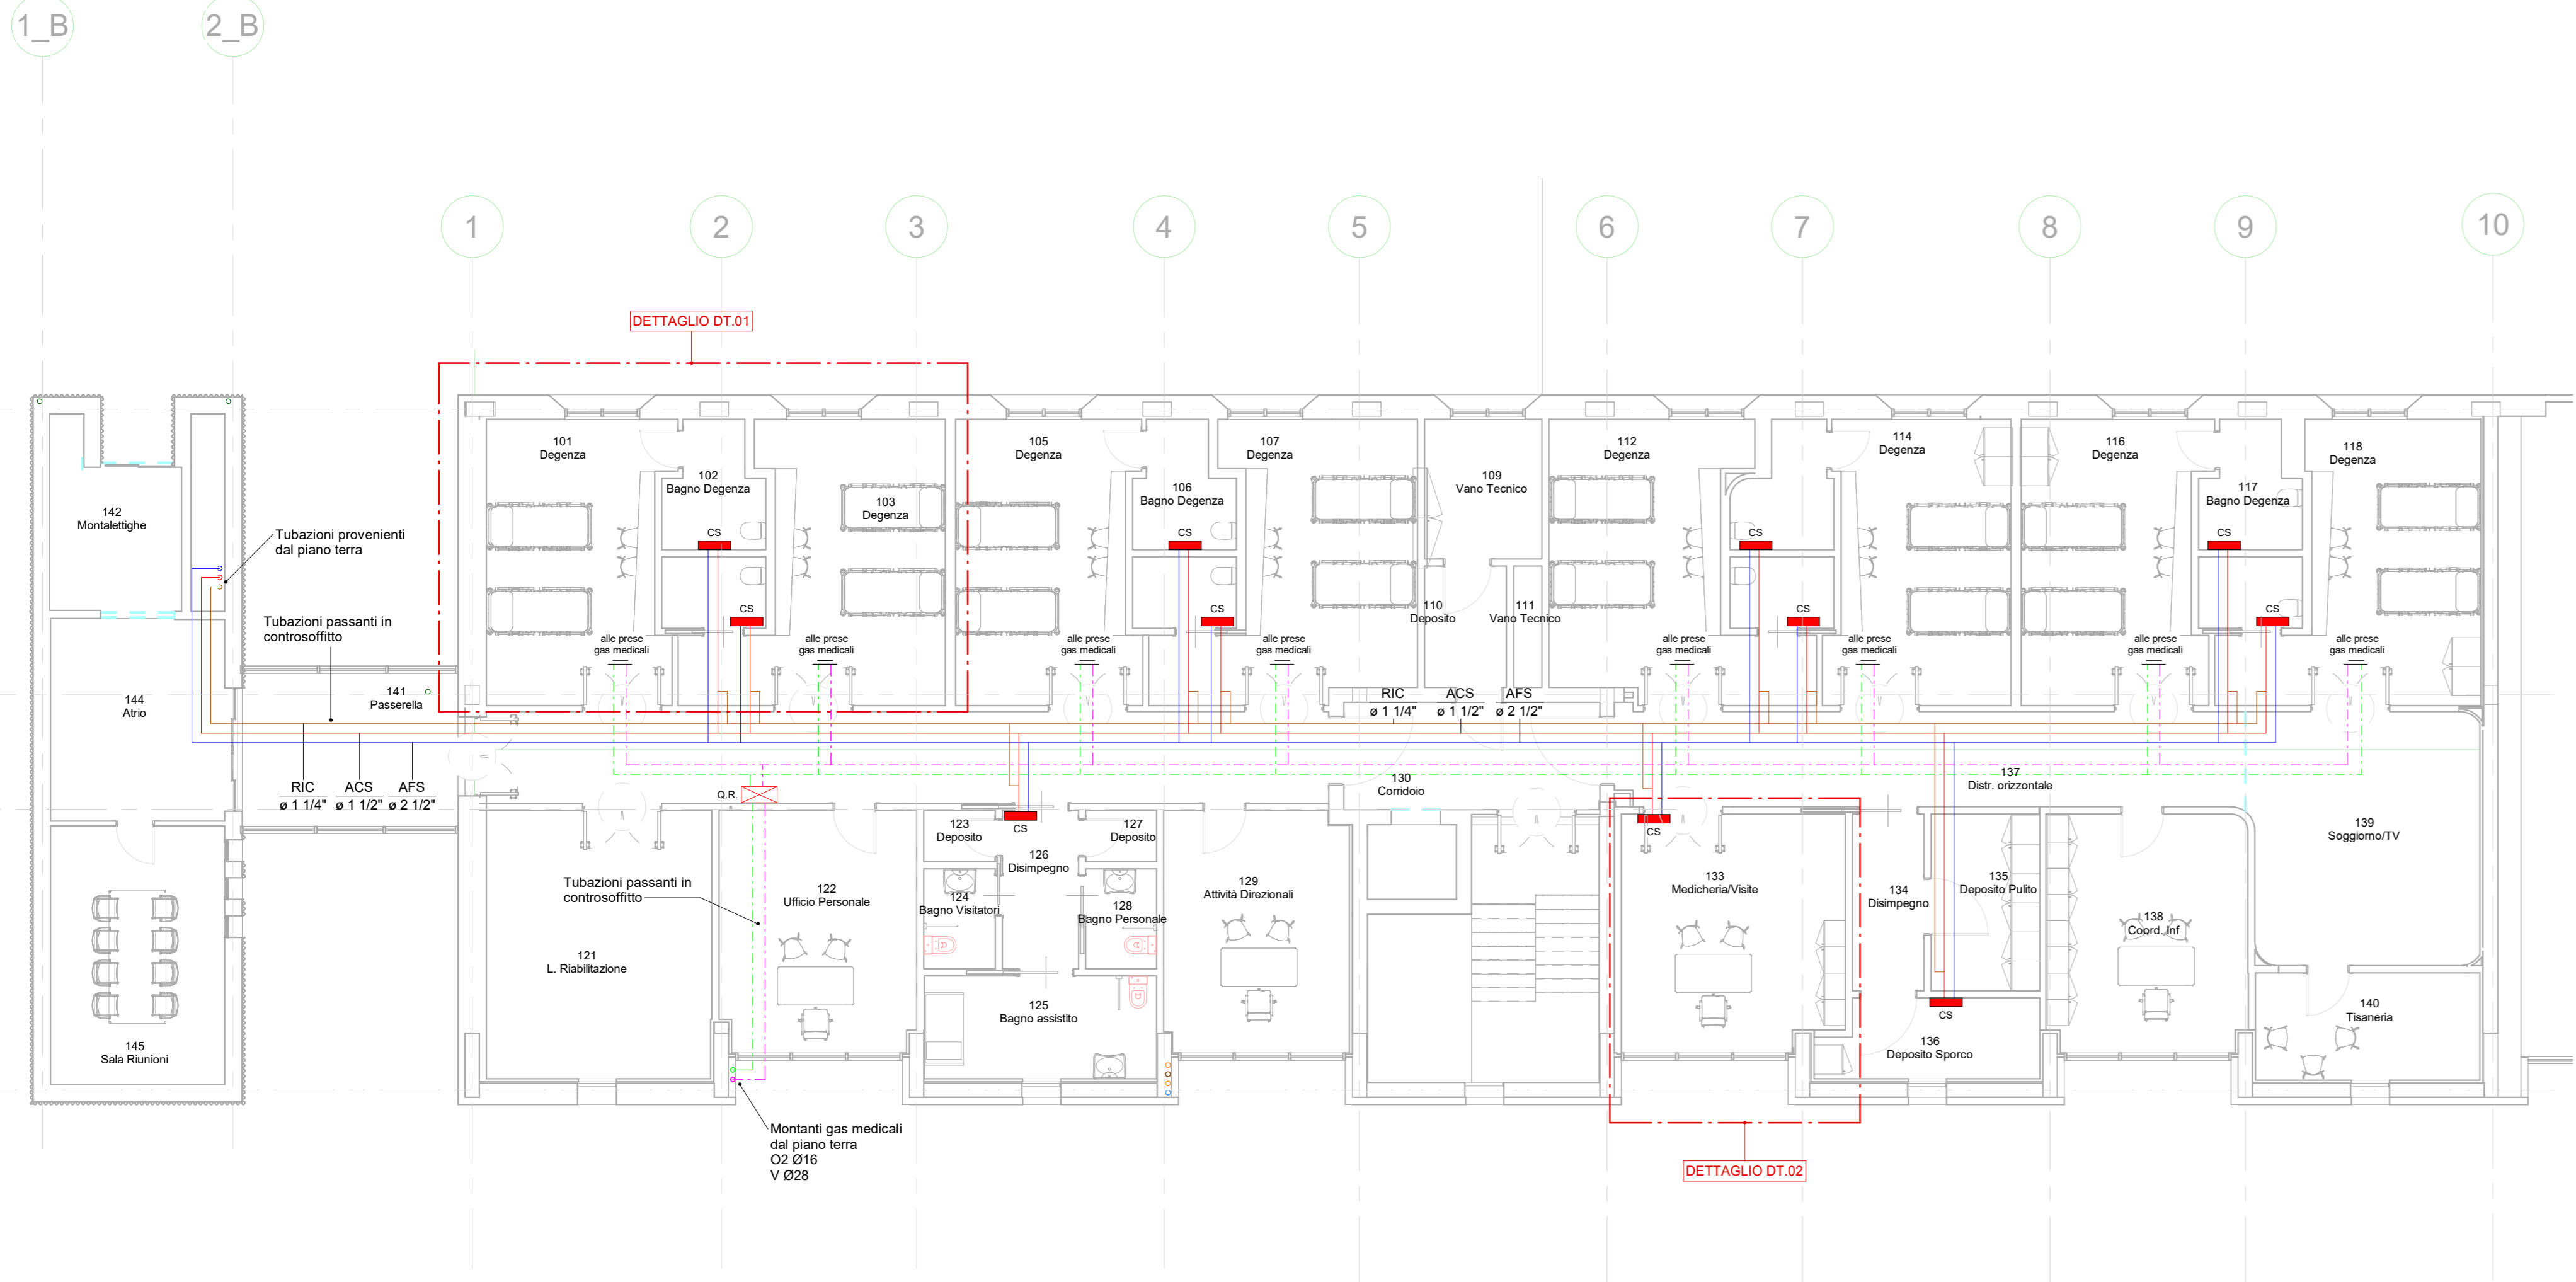 1_B
2_B
1
2
3
4
5
6
7
8
9
10
DETTAGLIO DT.01
101
Degenza
102
Bagno Degenza
103
Degenza
105
Degenza
106
Bagno Degenza
107
Degenza
109
Vano Tecnico
110
Deposito
111
Vano Tecnico
112
Degenza
114
Degenza
116
Degenza
117
Bagno Degenza
118
Degenza
142
Montalettighe
Tubazioni provenienti
dal piano terra
Tubazioni passanti in
controsoffitto
CS
CS
CS
CS
CS
CS
CS
CS
alle prese
gas medicali
alle prese
gas medicali
alle prese
gas medicali
alle prese
gas medicali
alle prese
gas medicali
alle prese
gas medicali
alle prese
gas medicali
alle prese
gas medicali
144
Atrio
141
Passerella
RIC
ø 1 1/4"
ACS
ø 1 1/2"
AFS
ø 2 1/2"
RIC
ø 1 1/4"
ACS
ø 1 1/2"
AFS
ø 2 1/2"
Q.R.
130
Corridoio
137
Distr. orizzontale
139
Soggiorno/TV
123
Deposito
CS
127
Deposito
126
Disimpegno
CS
Tubazioni passanti in
controsoffitto
122
Ufficio Personale
124
Bagno Visitatori
128
Bagno Personale
129
Attività Direzionali
133
Medicheria/Visite
134
Disimpegno
135
Deposito Pulito
138
Coord. Inf
121
L. Riabilitazione
125
Bagno assistito
CS
136
Deposito Sporco
140
Tisaneria
145
Sala Riunioni
Montanti gas medicali
dal piano terra
O2 Ø16
V Ø28
DETTAGLIO DT.02